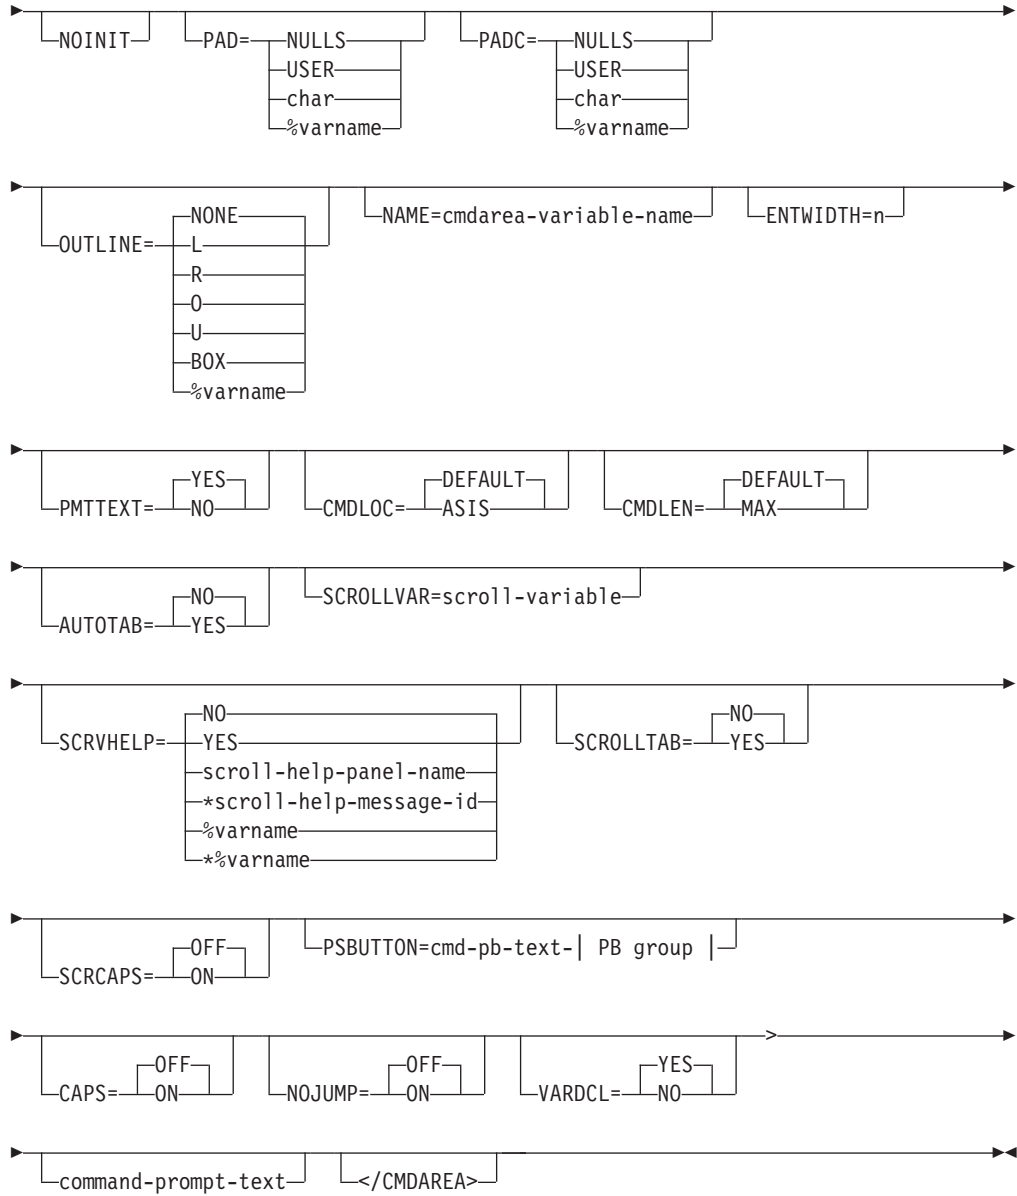 NOINIT PAD= NULLS PADC= NULLS
USER USER
char char
%varname %varname
NONE NAME=cmdarea-variable-name ENTWIDTH=n
OUTLINE= L
R
O
U
BOX
%varname
YES DEFAULT DEFAULT
PMTTEXT= NO CMDLOC= ASIS CMDLEN= MAX
NO SCROLLVAR=scroll-variable
AUTOTAB= YES
NO NO
SCRVHELP= YES SCROLLTAB= YES
scroll-help-panel-name
*scroll-help-message-id
%varname
*%varname
OFF PSBUTTON=cmd-pb-text-| PB group |
SCRCAPS= ON
>
OFF OFF YES
CAPS= ON NOJUMP= ON VARDCL= NO
command-prompt-text </CMDAREA>